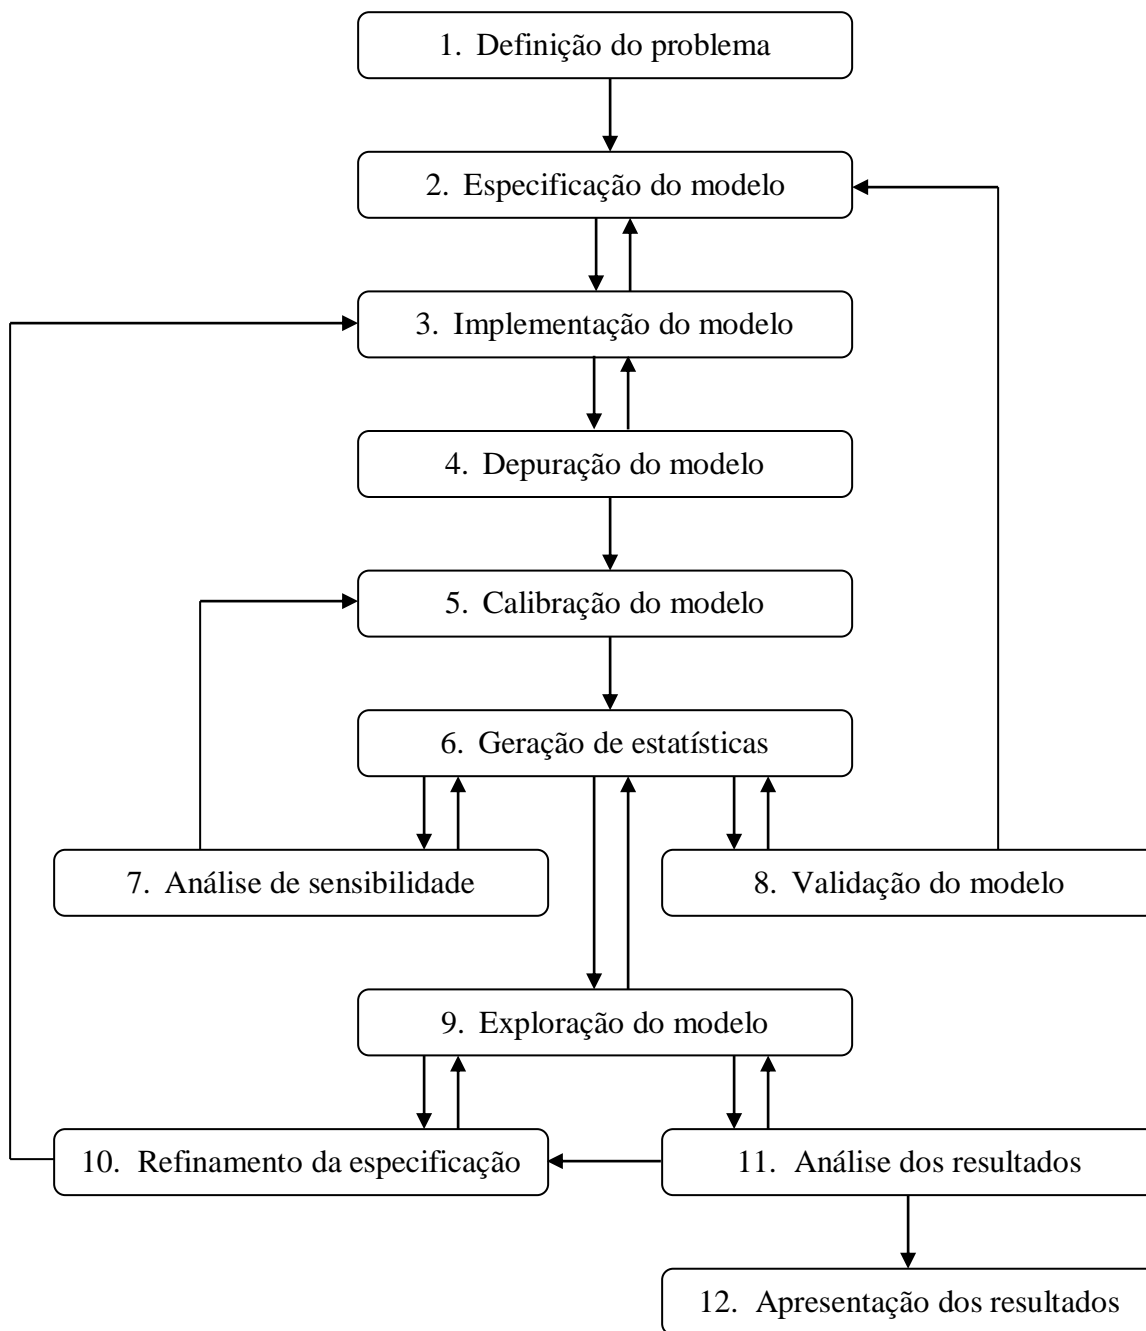 1. Definição do problema
2. Especificação do modelo
3. Implementação do modelo
4. Depuração do modelo
5. Calibração do modelo
6. Geração de estatísticas
7. Análise de sensibilidade
8. Validação do modelo
9. Exploração do modelo
10. Refinamento da especificação
11. Análise dos resultados
12. Apresentação dos resultados